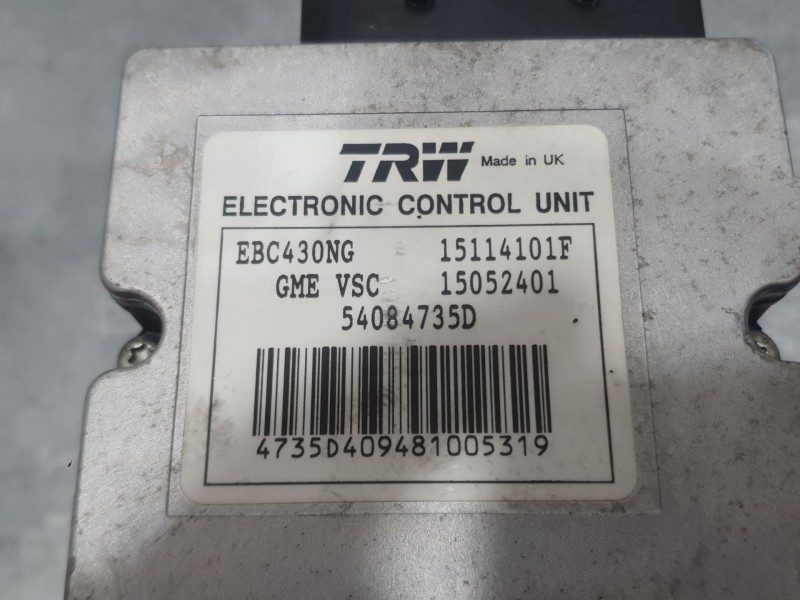 TRW Made in UK
ELECTRONIC CONTROL UNIT
EBC430NG 15114101F
GME VSC 15052401
54084735D
4735D409481005319